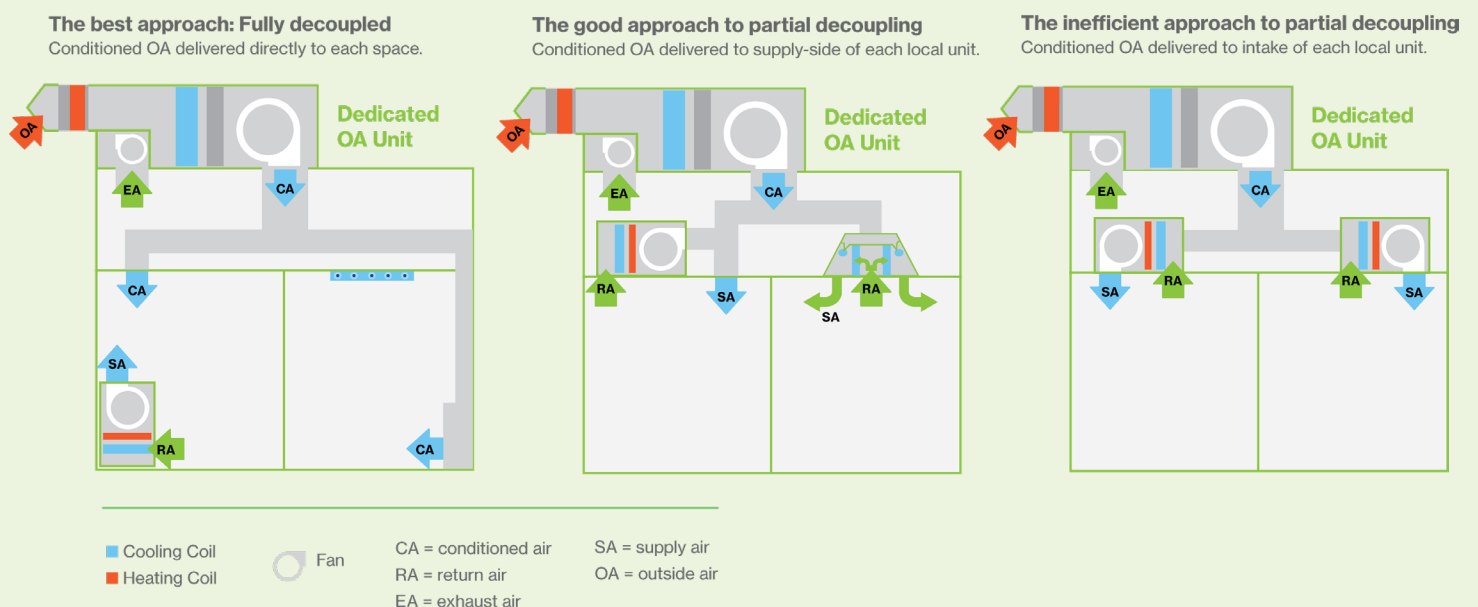 The best approach: Fully decoupled
Conditioned OA delivered directly to each space.
OA
Dedicated
OA Unit
EA
CA
CA
SA
RA
CA
The good approach to partial decoupling
Conditioned OA delivered to supply-side of each local unit.
OA
Dedicated
OA Unit
EA
CA
RA
SA
RA
SA
The inefficient approach to partial decoupling
Conditioned OA delivered to intake of each local unit.
OA
Dedicated
OA Unit
EA
CA
SA
RA
RA
SA
Cooling Coil
Heating Coil
Fan
CA = conditioned air
RA = return air
EA = exhaust air
SA = supply air
OA = outside air